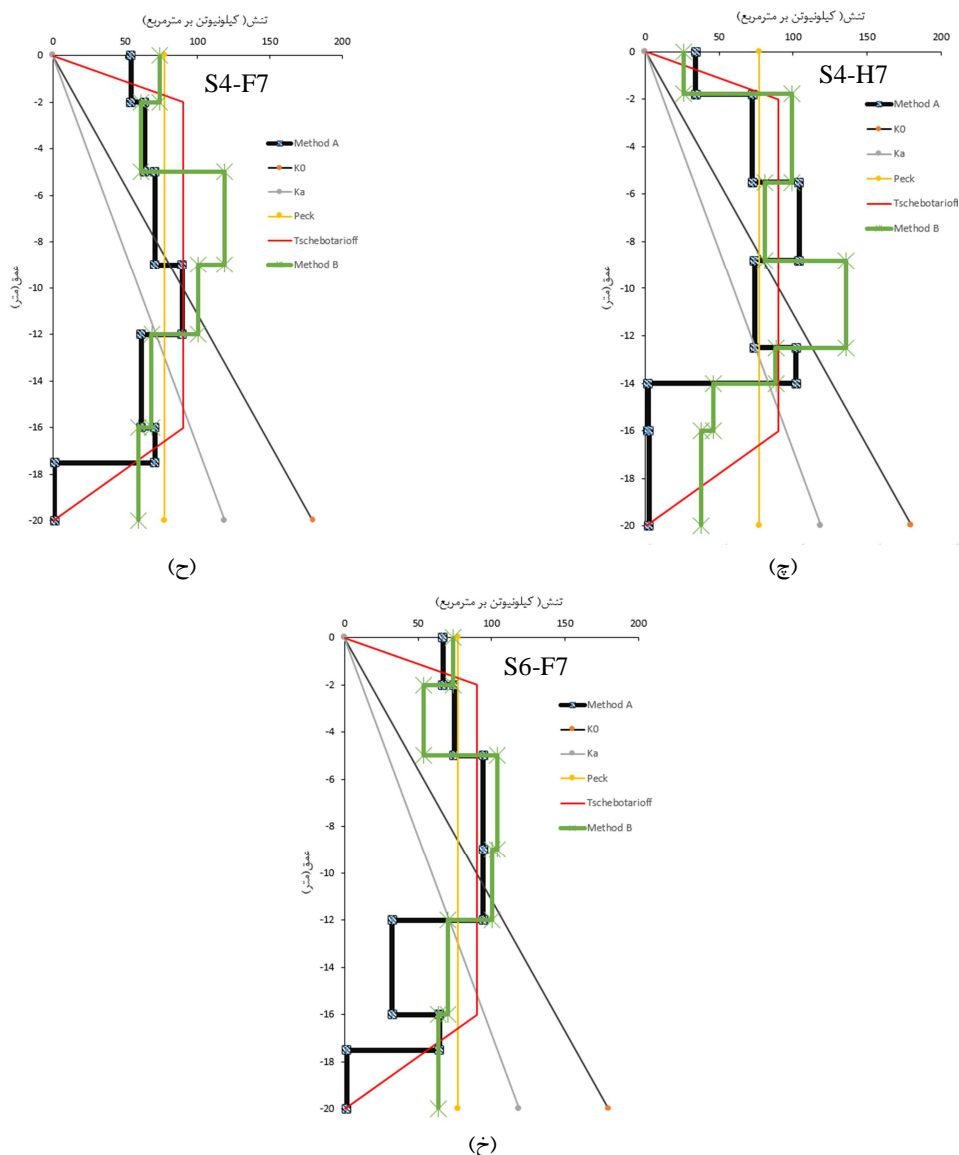 تنش( کیلونیوتن بر مترمربع)
0 50 100 150 200
0
-2
-4
-6
-8
-10
-12
-14
-16
-18
-20
عمق(متر)
S4-F7
Method A
K0
Ka
Peck
Tschebotarioff
Method B
(ح)
تنش( کیلونیوتن بر مترمربع)
0 50 100 150 200
0
-2
-4
-6
-8
-10
-12
-14
-16
-18
-20
عمق(متر)
S4-H7
Method A
K0
Ka
Peck
Tschebotarioff
Method B
(چ)
تنش( کیلونیوتن بر مترمربع)
0 50 100 150 200
0
-2
-4
-6
-8
-10
-12
-14
-16
-18
-20
عمق(متر)
S6-F7
Method A
K0
Ka
Peck
Tschebotarioff
Method B
(خ)